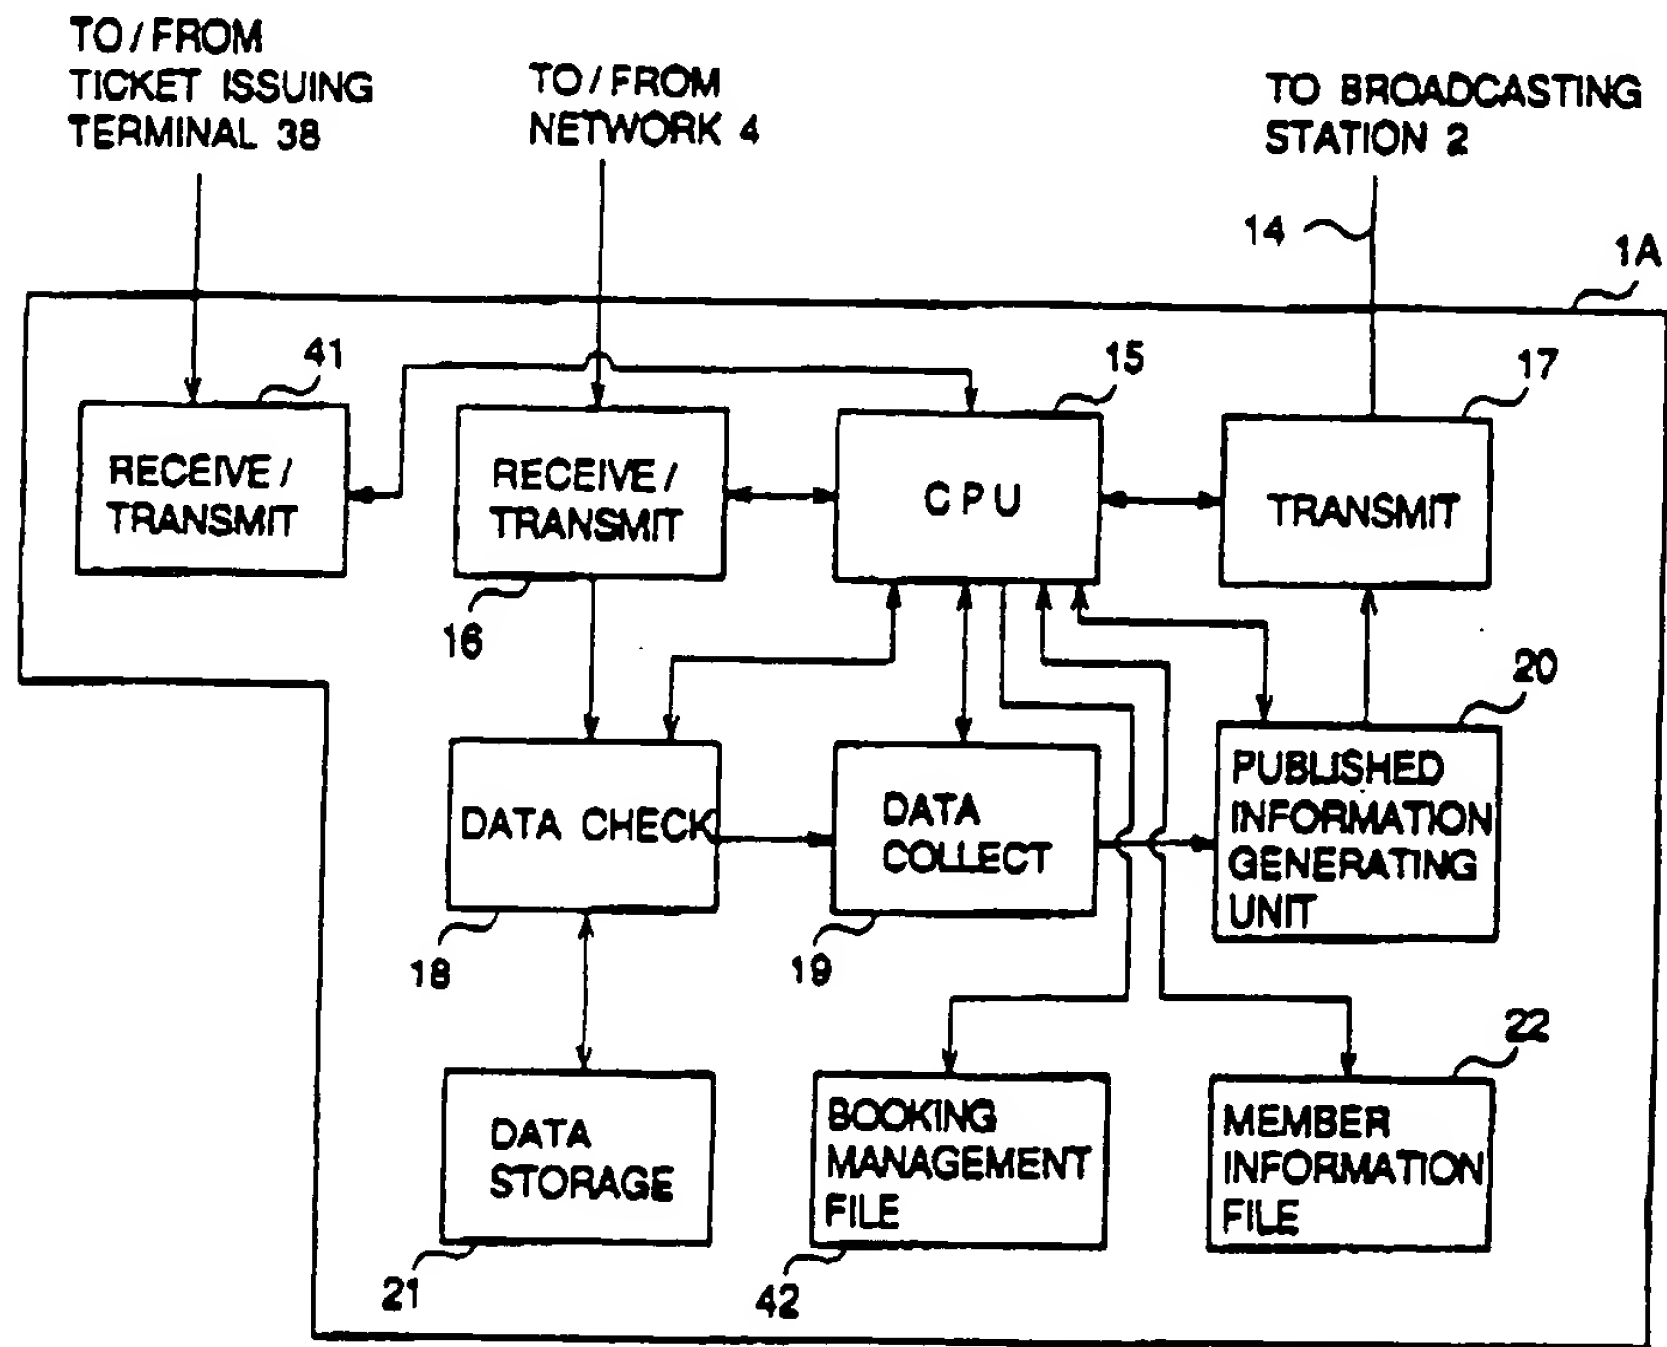 TO/FROM
TICKET ISSUING
TERMINAL 38
TO/FROM
NETWORK 4
TO BROADCASTING
STATION 2
14
1A
41
15
17
RECEIVE/
TRANSMIT
RECEIVE/
TRANSMIT
CPU
TRANSMIT
16
20
DATA CHECK
DATA
COLLECT
PUBLISHED
INFORMATION
GENERATING
UNIT
18
19
22
DATA
STORAGE
BOOKING
MANAGEMENT
FILE
MEMBER
INFORMATION
FILE
21
42